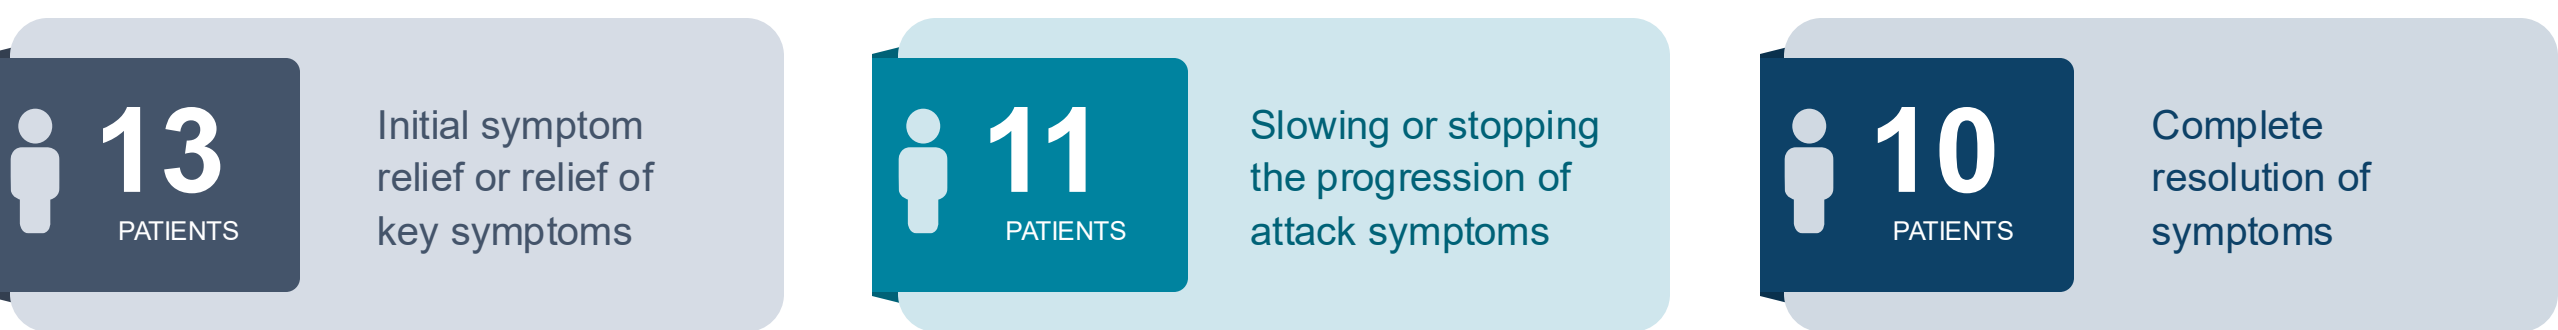 13
PATIENTS
Initial symptom
relief or relief of
key symptoms
11
PATIENTS
Slowing or stopping
the progression of
attack symptoms
10
PATIENTS
Complete
resolution of
symptoms